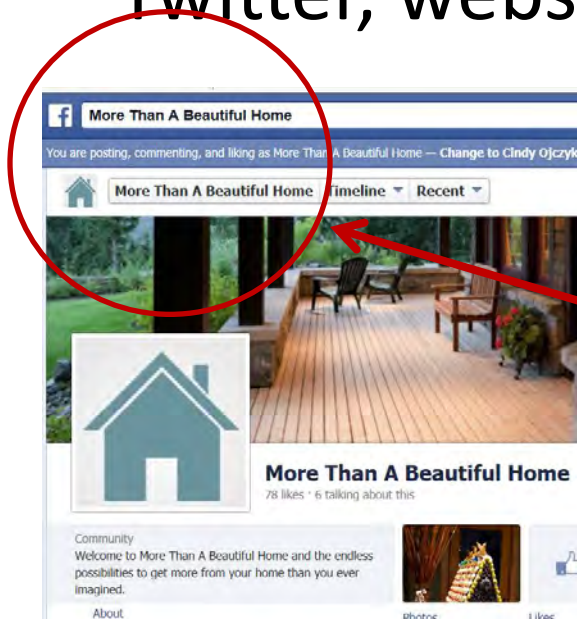 Twitter, webs
f More Than A Beautiful Home
You are posting, commenting, and liking as More Than A Beautiful Home — Change to Cindy Ojczyk
More Than A Beautiful Home Timeline Recent
More Than A Beautiful Home
78 likes · 6 talking about this
Community
Welcome to More Than A Beautiful Home and the endless
possibilities to get more from your home than you ever
imagined.
About
Photos
Likes